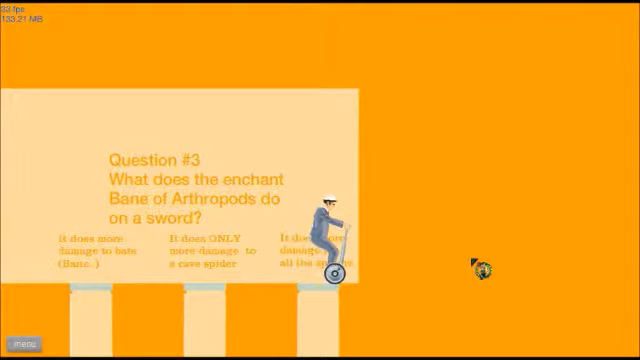 33 fps
133.21 MB
Question #3
What does the enchant
Bane of Arthropods do
on a sword?
It does more
damage to bats
(Bane..)
It does ONLY
more damage to
a cave spider
It does more
damage
all the
menu